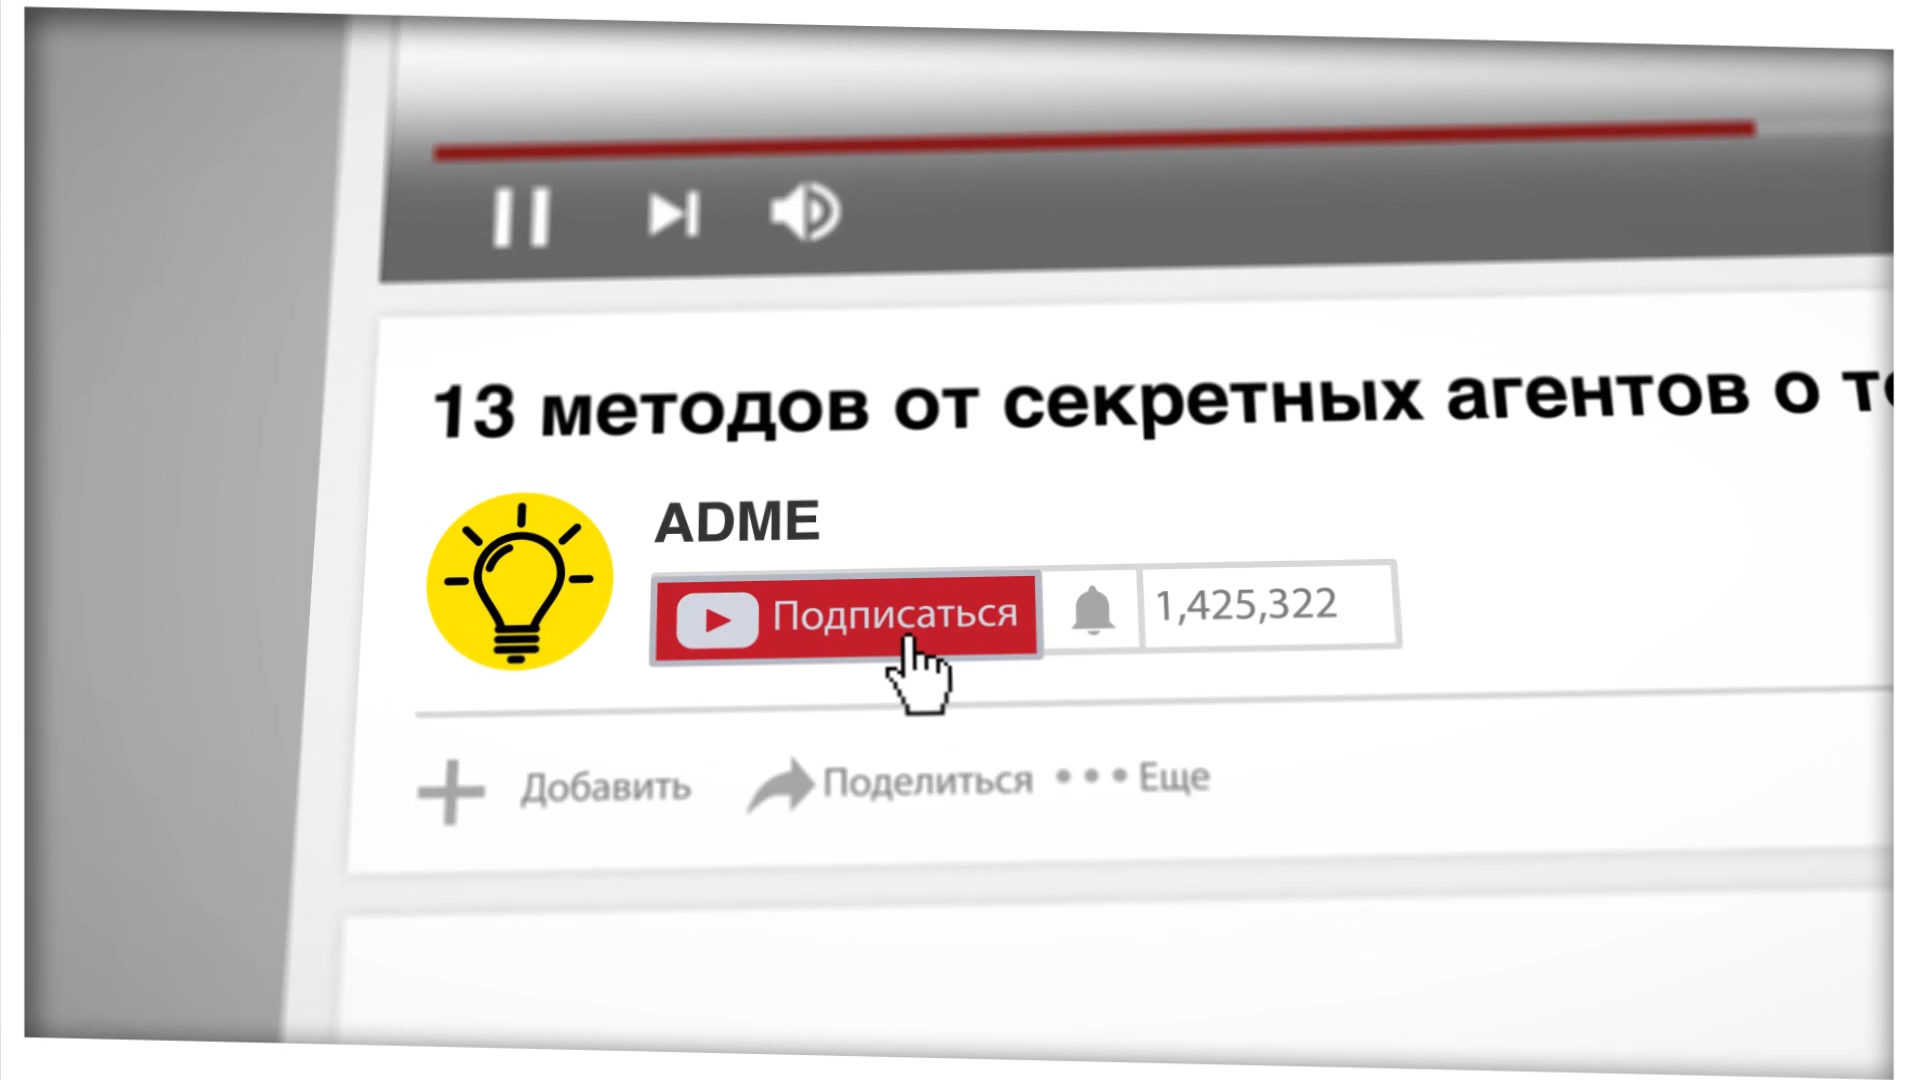 13 методов от секретных агентов о
ADME
Подписаться 1,425,322
Добавить Поделиться Еще